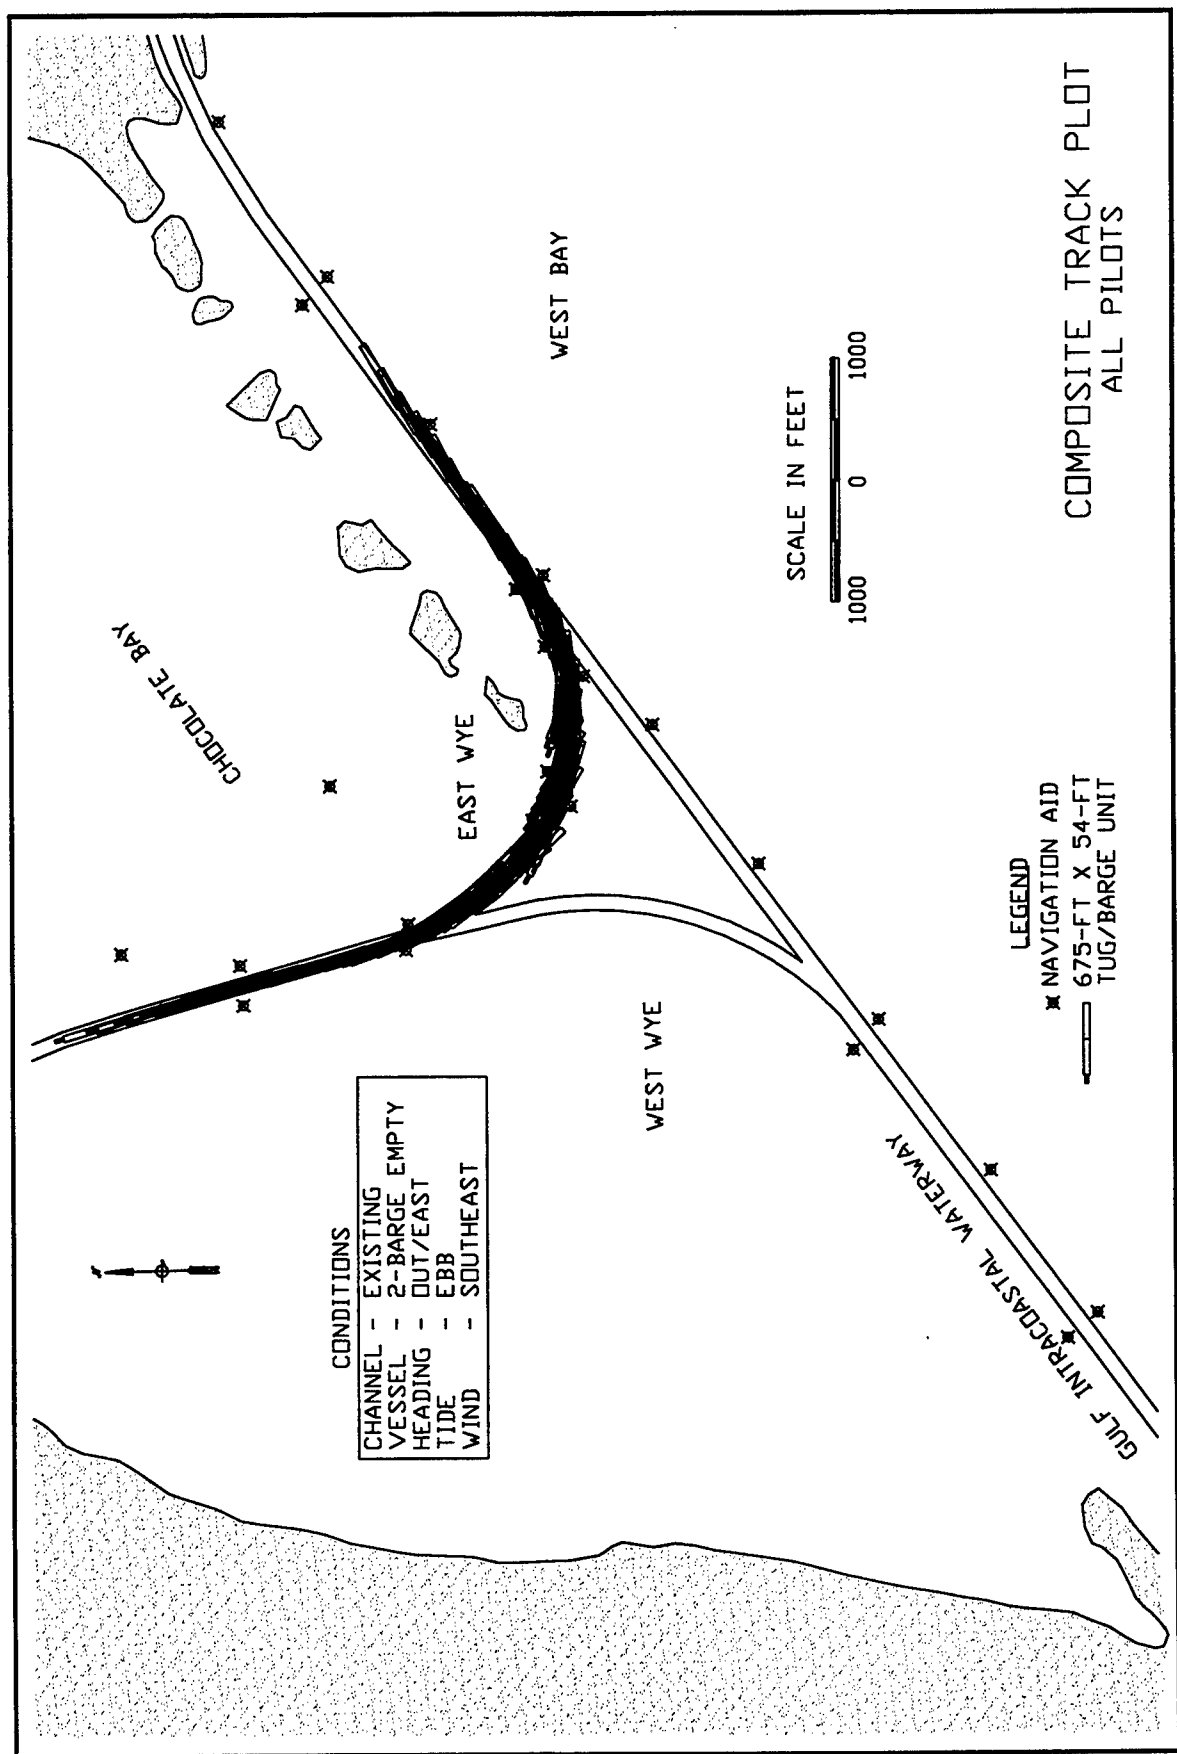 CHOCOLATE BAY
EAST WYE
WEST BAY
WEST WYE
GULF INTRACOASTAL WATERWAY
N
CONDITIONS
CHANNEL - EXISTING
VESSEL - 2-BARGE EMPTY
HEADING - OUT/EAST
TIDE - EBB
WIND - SOUTHEAST
SCALE IN FEET
1000 0 1000
LEGEND
NAVIGATION AID
675-FT X 54-FT
TUG/BARGE UNIT
COMPOSITE TRACK PLOT
ALL PILOTS